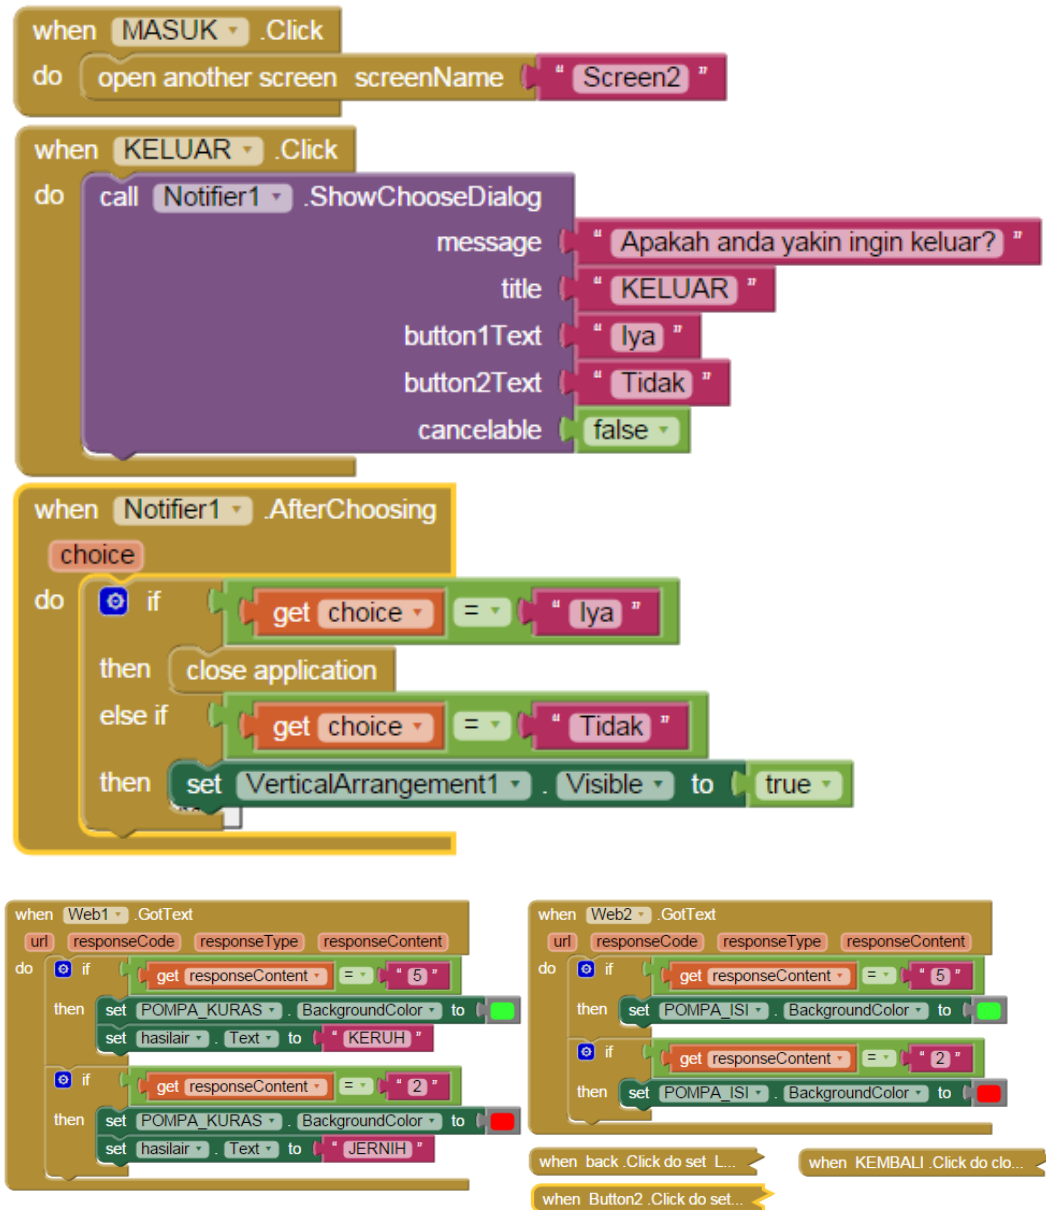 when MASUK .Click
do open another screen screenName " Screen2 "
when KELUAR .Click
do call Notifier1 .ShowChooseDialog
message " Apakah anda yakin ingin keluar? "
title " KELUAR "
button1Text " Iya "
button2Text " Tidak "
cancelable false
when Notifier1 .AfterChoosing
choice
do if get choice = " Iya "
then close application
else if get choice = " Tidak "
then set VerticalArrangement1 . Visible to true
when Web1 .GotText
url responseCode responseType responseContent
do if get responseContent = " 5 "
then set POMPA_KURAS . BackgroundColor to
set hasilair . Text to " KERUH "
if get responseContent = " 2 "
then set POMPA_KURAS . BackgroundColor to
set hasilair . Text to " JERNIH "
when Web2 .GotText
url responseCode responseType responseContent
do if get responseContent = " 5 "
then set POMPA_ISI . BackgroundColor to
if get responseContent = " 2 "
then set POMPA_ISI . BackgroundColor to
when back .Click do set L...
when KEMBALI .Click do clo...
when Button2 .Click do set...